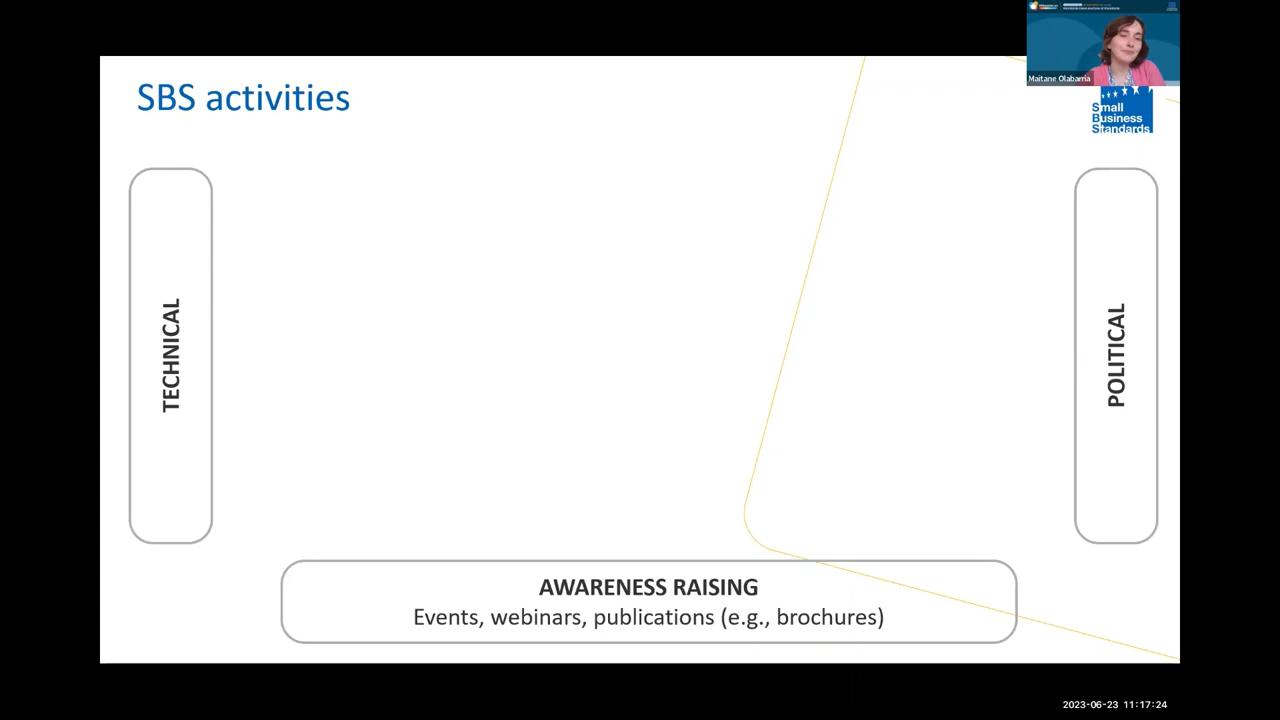 SBS activities
Maitane Olabarria
Small
Business
Standards
TECHNICAL
POLITICAL
AWARENESS RAISING
Events, webinars, publications (e.g., brochures)
2023-06-23 11:17:24